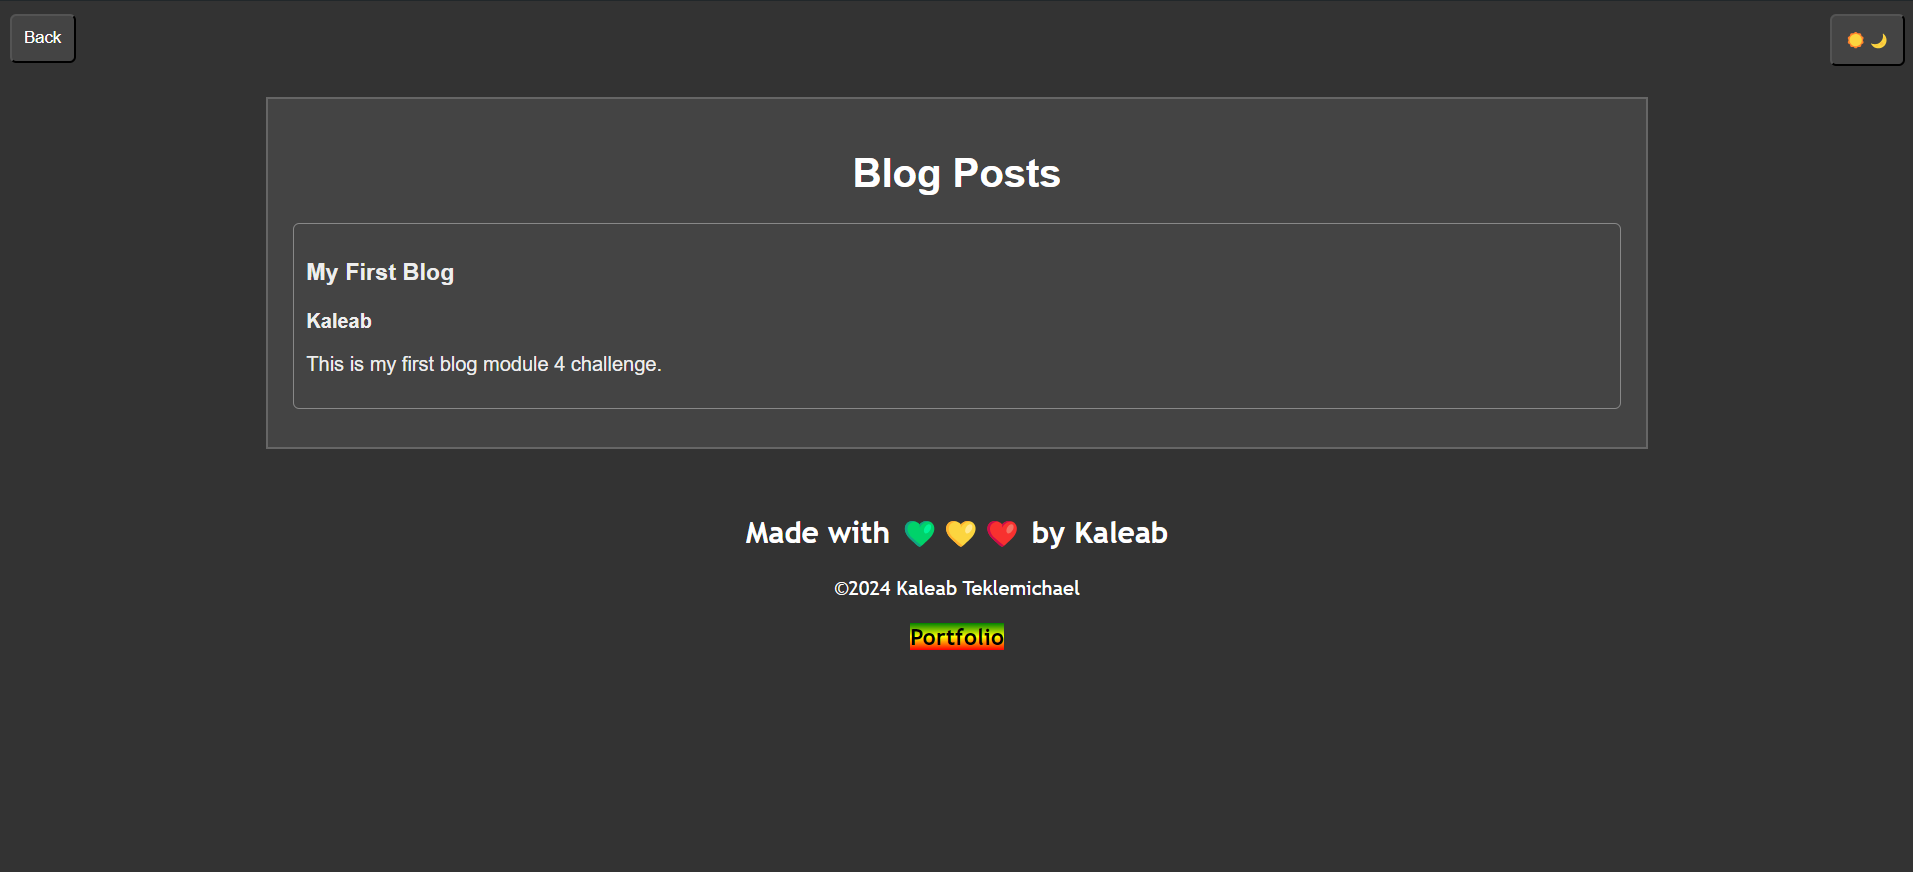 Back
☀️ 🌙
Blog Posts
My First Blog
Kaleab
This is my first blog module 4 challenge.
Made with 💚 💛 ❤️ by Kaleab
©2024 Kaleab Teklemichael
Portfolio